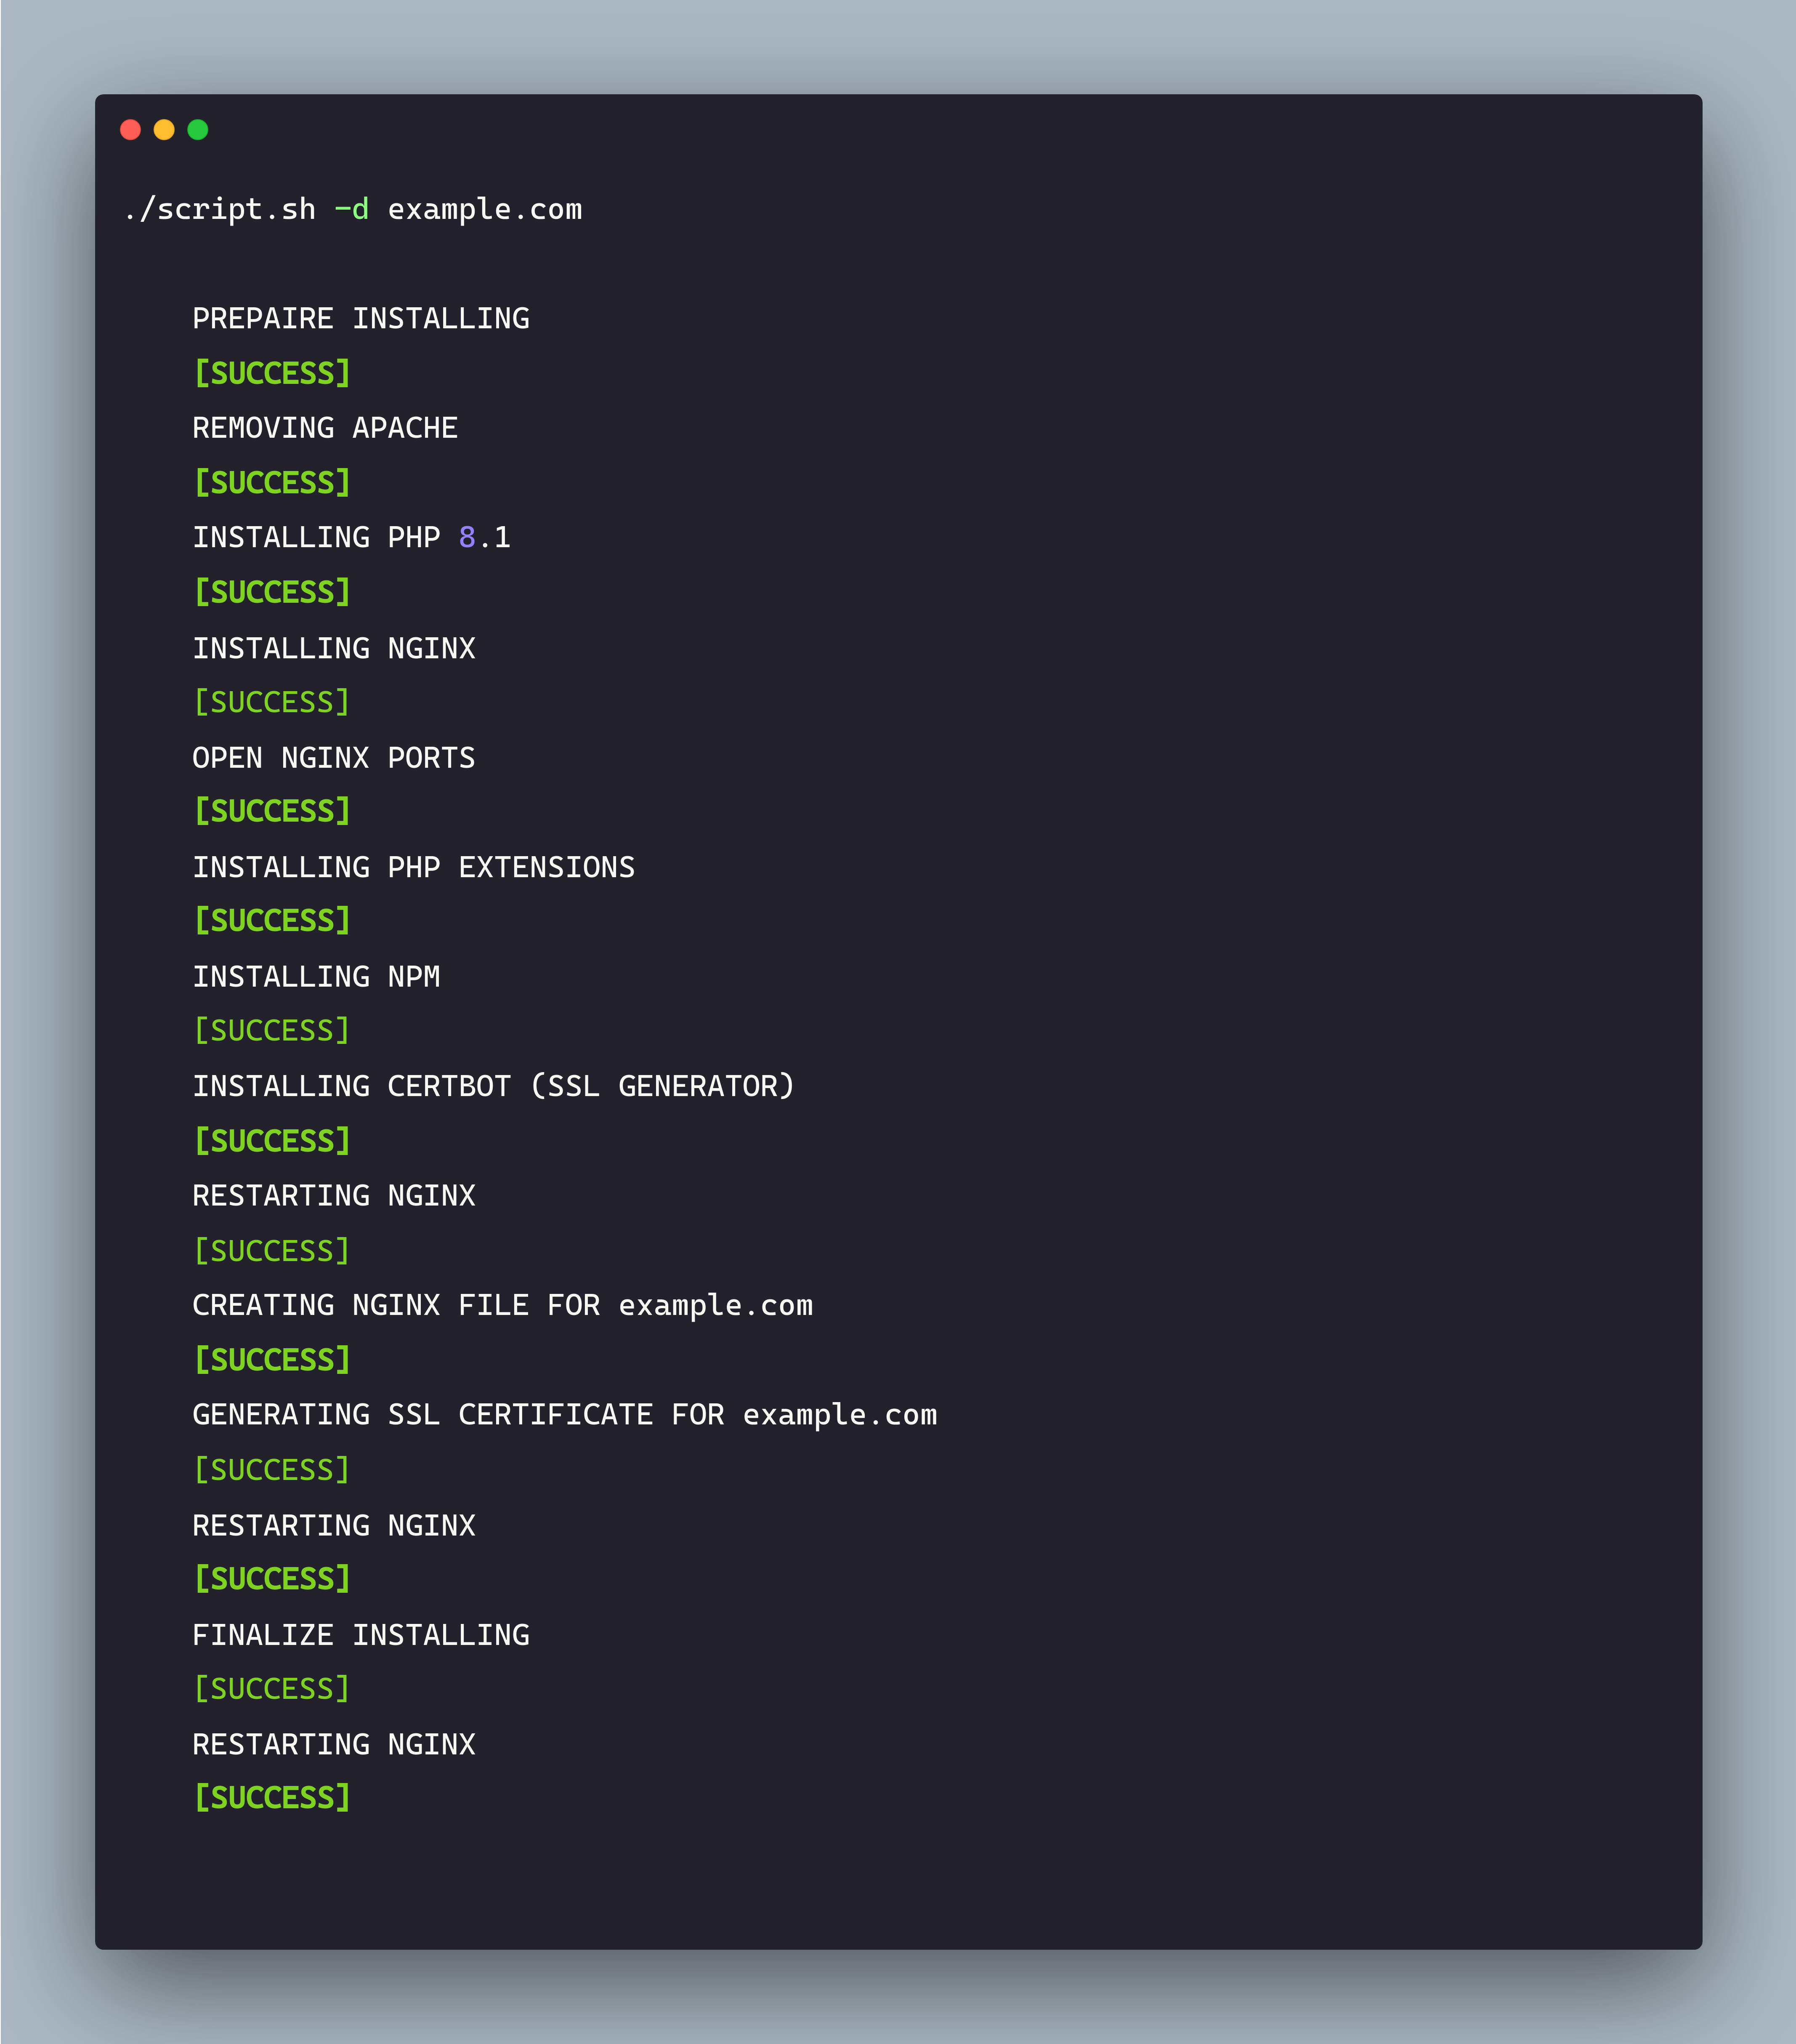 ./script.sh -d example.com
PREPAIRE INSTALLING
[SUCCESS]
REMOVING APACHE
[SUCCESS]
INSTALLING PHP 8.1
[SUCCESS]
INSTALLING NGINX
[SUCCESS]
OPEN NGINX PORTS
[SUCCESS]
INSTALLING PHP EXTENSIONS
[SUCCESS]
INSTALLING NPM
[SUCCESS]
INSTALLING CERTBOT (SSL GENERATOR)
[SUCCESS]
RESTARTING NGINX
[SUCCESS]
CREATING NGINX FILE FOR example.com
[SUCCESS]
GENERATING SSL CERTIFICATE FOR example.com
[SUCCESS]
RESTARTING NGINX
[SUCCESS]
FINALIZE INSTALLING
[SUCCESS]
RESTARTING NGINX
[SUCCESS]